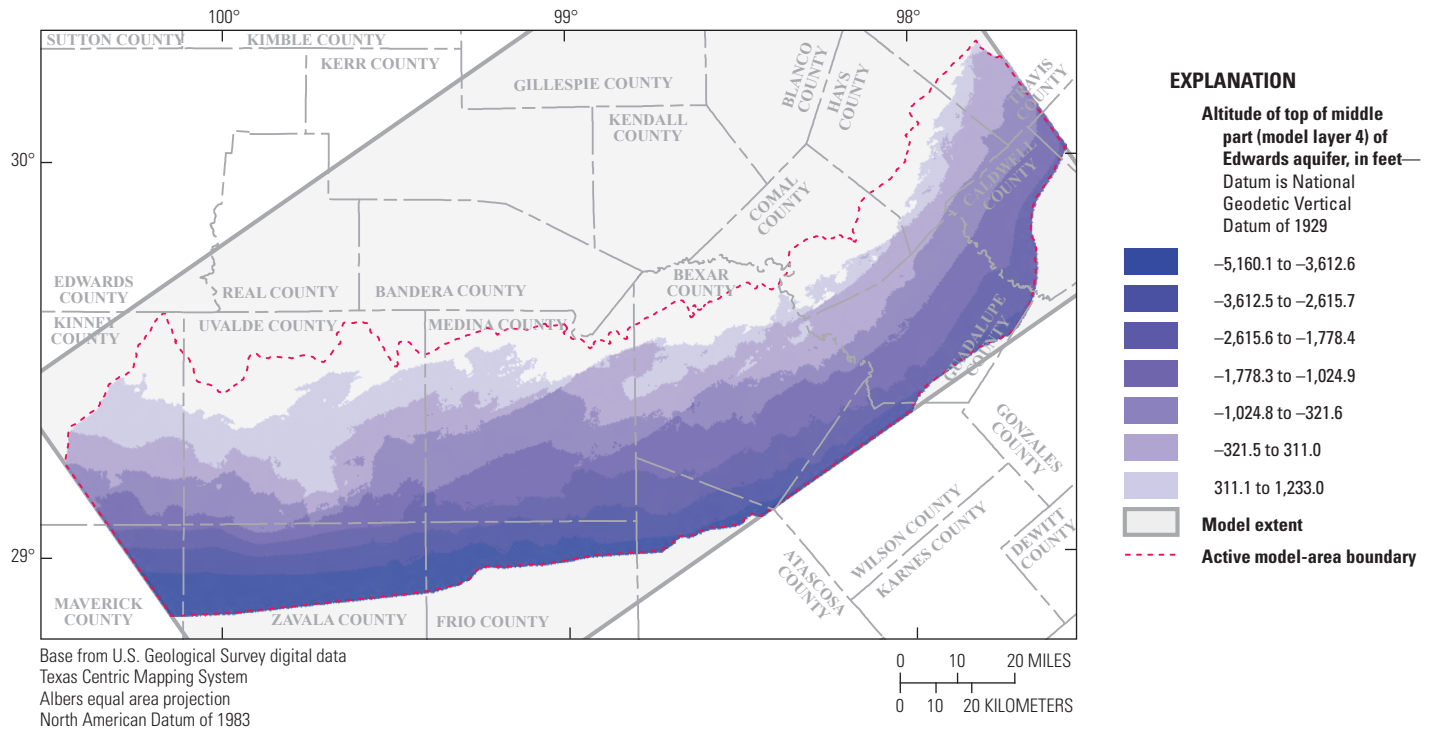 100°
99°
98°
SUTTON COUNTY
KIMBLE COUNTY
KERR COUNTY
GILLESPIE COUNTY
KENDALL
COUNTY
BLANCO
COUNTY
HAYS
COUNTY
TRAVIS
COUNTY
30°
COMAL
COUNTY
CALDWELL
COUNTY
EDWARDS
COUNTY
REAL COUNTY
BANDERA COUNTY
BEXAR
COUNTY
KINNEY
COUNTY
UVALDE COUNTY
MEDINA COUNTY
GUADALUPE
COUNTY
GONZALES
COUNTY
WILSON COUNTY
KARNES COUNTY
DEWITT
COUNTY
29°
ATASCOSA
COUNTY
MAVERICK
COUNTY
ZAVALA COUNTY
FRIO COUNTY
Base from U.S. Geological Survey digital data
Texas Centric Mapping System
Albers equal area projection
North American Datum of 1983
0 10 20 MILES
0 10 20 KILOMETERS
EXPLANATION
Altitude of top of middle
part (model layer 4) of
Edwards aquifer, in feet—
Datum is National
Geodetic Vertical
Datum of 1929
–5,160.1 to –3,612.6
–3,612.5 to –2,615.7
–2,615.6 to –1,778.4
–1,778.3 to –1,024.9
–1,024.8 to –321.6
–321.5 to 311.0
311.1 to 1,233.0
Model extent
Active model-area boundary